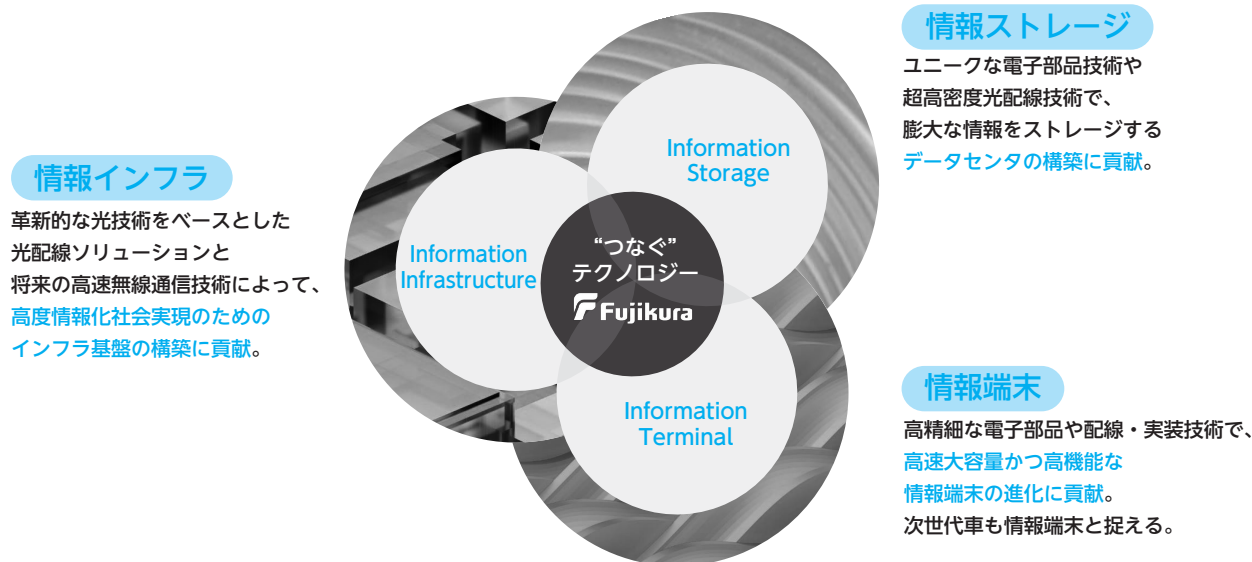 情報インフラ
革新的な光技術をベースとした
光配線ソリューションと
将来の高速無線通信技術によって、
高度情報化社会実現のための
インフラ基盤の構築に貢献。
Information
Infrastructure
Information
Storage
“つなぐ”
テクノロジー
Fujikura
Information
Terminal
情報ストレージ
ユニークな電子部品技術や
超高密度光配線技術で、
膨大な情報をストレージする
データセンタの構築に貢献。
情報端末
高精細な電子部品や配線・実装技術で、
高速大容量かつ高機能な
情報端末の進化に貢献。
次世代車も情報端末と捉える。